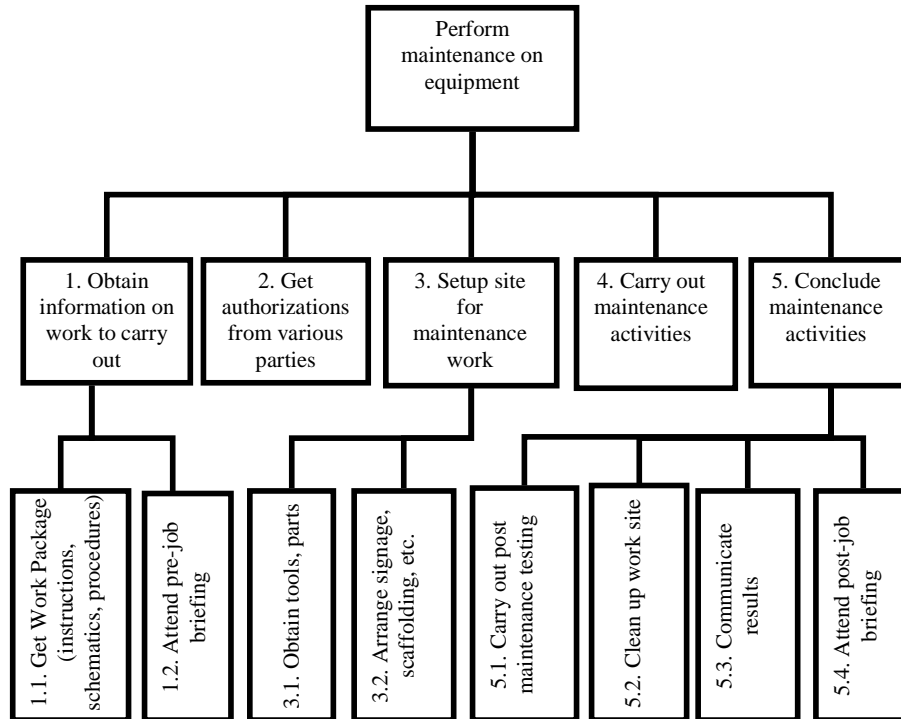 Perform
maintenance on
equipment
1. Obtain
information on
work to carry
out
2. Get
authorizations
from various
parties
3. Setup site
for
maintenance
work
4. Carry out
maintenance
activities
5. Conclude
maintenance
activities
1.1. Get Work Package
(instructions,
schematics, procedures)
1.2. Attend pre-job
briefing
3.1. Obtain tools, parts
3.2. Arrange signage,
scaffolding, etc.
5.1. Carry out post
maintenance testing
5.2. Clean up work site
5.3. Communicate
results
5.4. Attend post-job
briefing